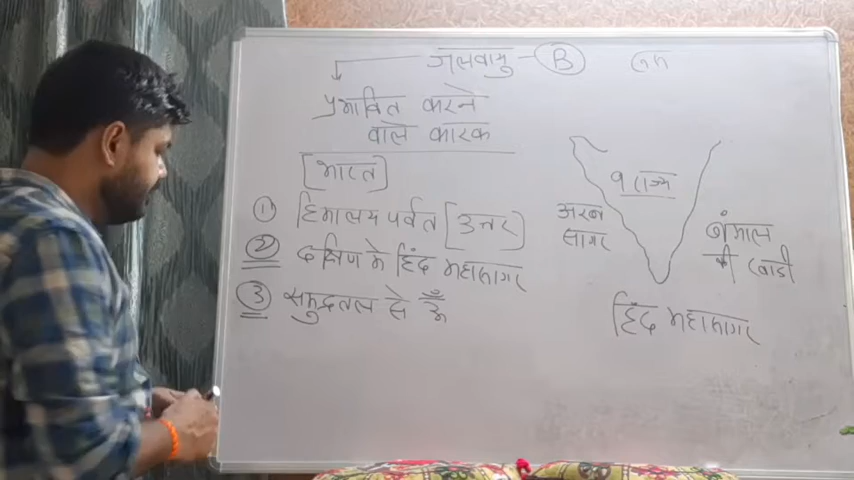 जलवायु - B
प्रभावित करने
वाले कारक
[भारत]
① हिमालय पर्वत [उत्तर]
② दक्षिण मे हिंद महासागर
③ समुद्रतल से ऊँ
9 राज्य
अरब
सागर
बंगाल
की खाड़ी
हिंद महासागर